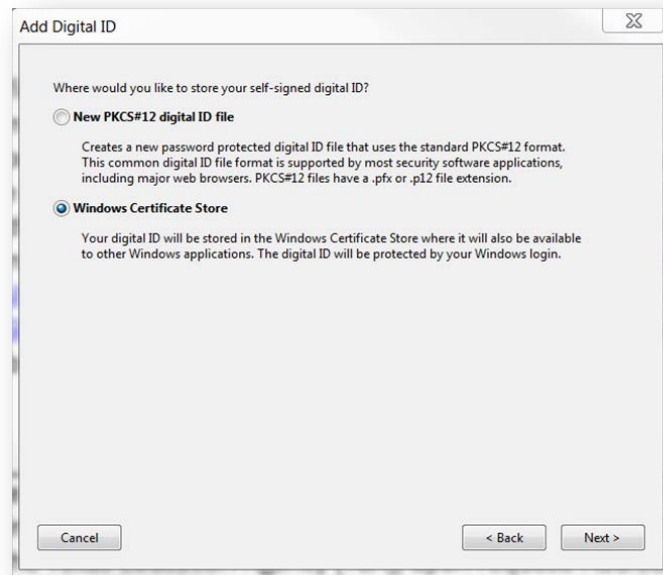 Add Digital ID
Where would you like to store your self-signed digital ID?
New PKCS#12 digital ID file
Creates a new password protected digital ID file that uses the standard PKCS#12 format.
This common digital ID file format is supported by most security software applications,
including major web browsers. PKCS#12 files have a .pfx or .p12 file extension.
Windows Certificate Store
Your digital ID will be stored in the Windows Certificate Store where it will also be available
to other Windows applications. The digital ID will be protected by your Windows login.
Cancel
< Back
Next >